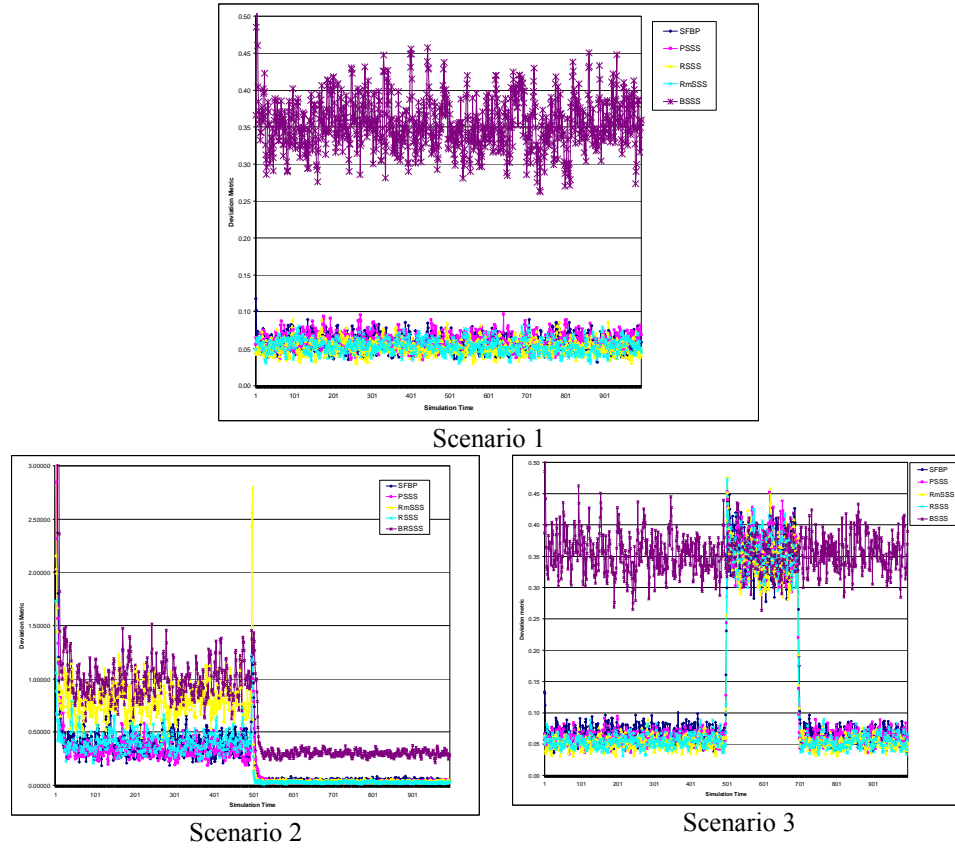 0.50
0.45
0.40
0.35
0.30
0.25
0.20
0.15
0.10
0.05
0.00
Deviation Metric
1 101 201 301 401 501 601 701 801 901
Simulation Time
SFBP
PSSS
RSSS
RmSSS
BSSS
Scenario 1
3.00000
2.50000
2.00000
1.50000
1.00000
0.50000
0.00000
Deviation Metric
1 101 201 301 401 501 601 701 801 901
Simulation Time
SFBP
PSSS
RmSSS
RSSS
BRSSS
Scenario 2
0.50
0.45
0.40
0.35
0.30
0.25
0.20
0.15
0.10
0.05
0.00
Deviation metric
1 101 201 301 401 501 601 701 801 901
Simulation Time
SFBP
PSSS
RmSSS
RSSS
BSSS
Scenario 3